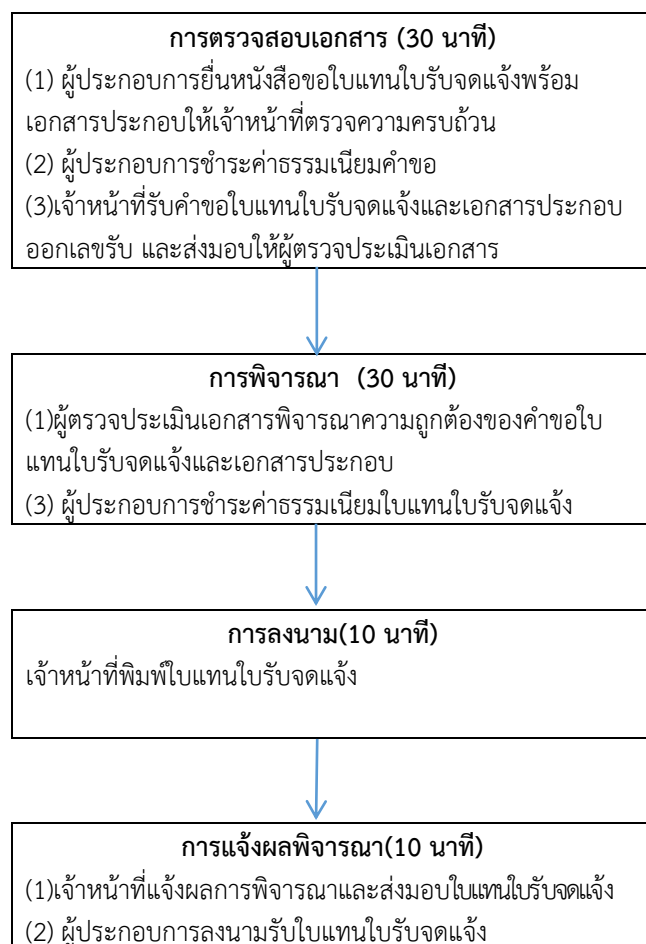 การตรวจสอบเอกสาร (30 นาที)
(1) ผู้ประกอบการยื่นหนังสือขอใบแทนใบรับจดแจ้งพร้อม
เอกสารประกอบให้เจ้าหน้าที่ตรวจความครบถ้วน
(2) ผู้ประกอบการชำระค่าธรรมเนียมคำขอ
(3)เจ้าหน้าที่รับคำขอใบแทนใบรับจดแจ้งและเอกสารประกอบ
ออกเลขรับ และส่งมอบให้ผู้ตรวจประเมินเอกสาร
การพิจารณา (30 นาที)
(1)ผู้ตรวจประเมินเอกสารพิจารณาความถูกต้องของคำขอใบ
แทนใบรับจดแจ้งและเอกสารประกอบ
(3) ผู้ประกอบการชำระค่าธรรมเนียมใบแทนใบรับจดแจ้ง
การลงนาม(10 นาที)
เจ้าหน้าที่พิมพ์ใบแทนใบรับจดแจ้ง
การแจ้งผลพิจารณา(10 นาที)
(1)เจ้าหน้าที่แจ้งผลการพิจารณาและส่งมอบใบแทนใบรับจดแจ้ง
(2) ผู้ประกอบการลงนามรับใบแทนใบรับจดแจ้ง